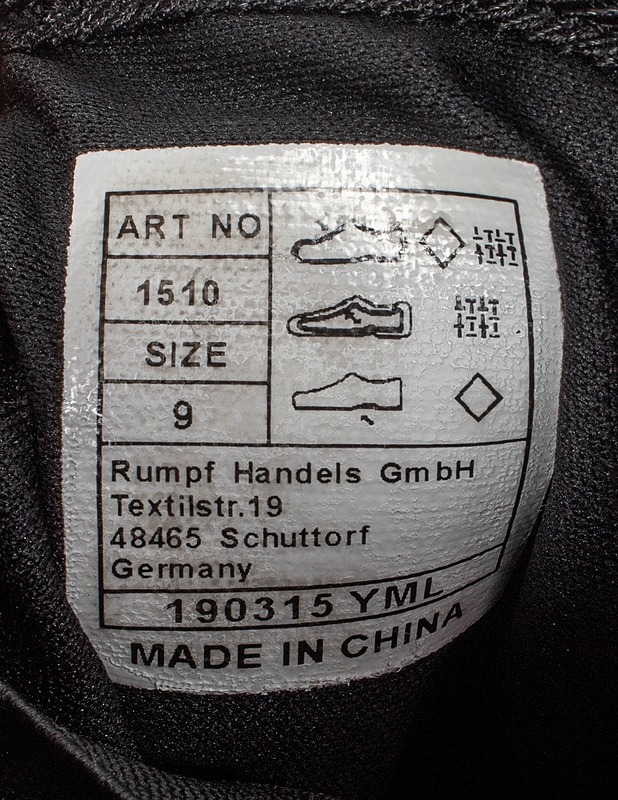 ART NO
1510
SIZE
9
Rumpf Handels GmbH
Textilstr.19
48465 Schuttorf
Germany
190315 YML
MADE IN CHINA